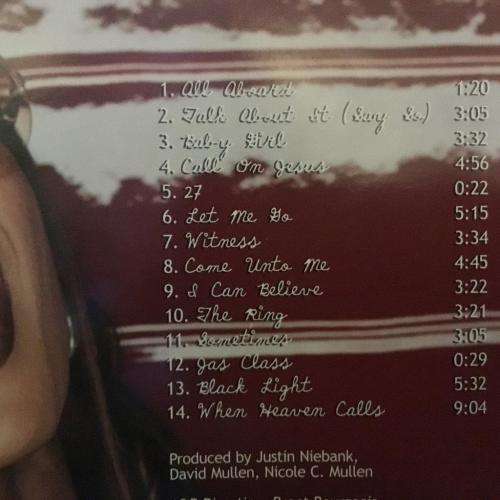 1. All Aboard 1:20
2. Talk About It (Say So) 3:05
3. Baby Girl 3:32
4. Call On Jesus 4:56
5. 27 0:22
6. Let Me Go 5:15
7. Witness 3:34
8. Come Unto Me 4:45
9. I Can Believe 3:22
10. The Ring 3:21
11. Sometimes 3:05
12. Jas Class 0:29
13. Black Light 5:32
14. When Heaven Calls 9:04
Produced by Justin Niebank,
David Mullen, Nicole C. Mullen